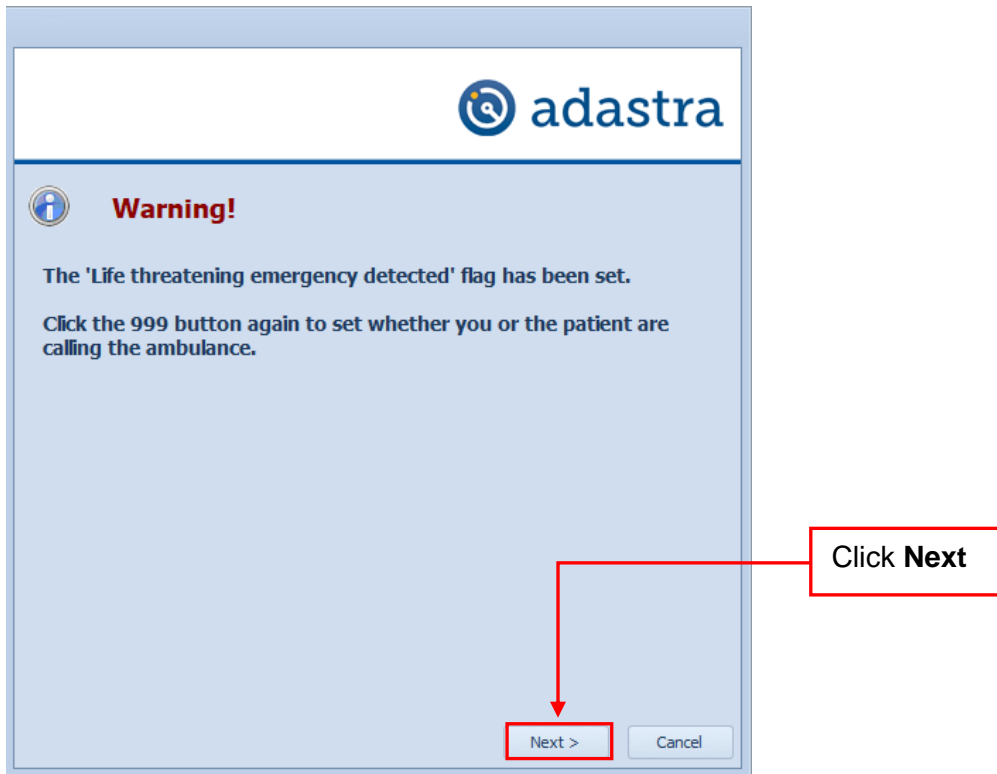 adastra
Warning!
The 'Life threatening emergency detected' flag has been set.
Click the 999 button again to set whether you or the patient are
calling the ambulance.
Click Next
Next >
Cancel